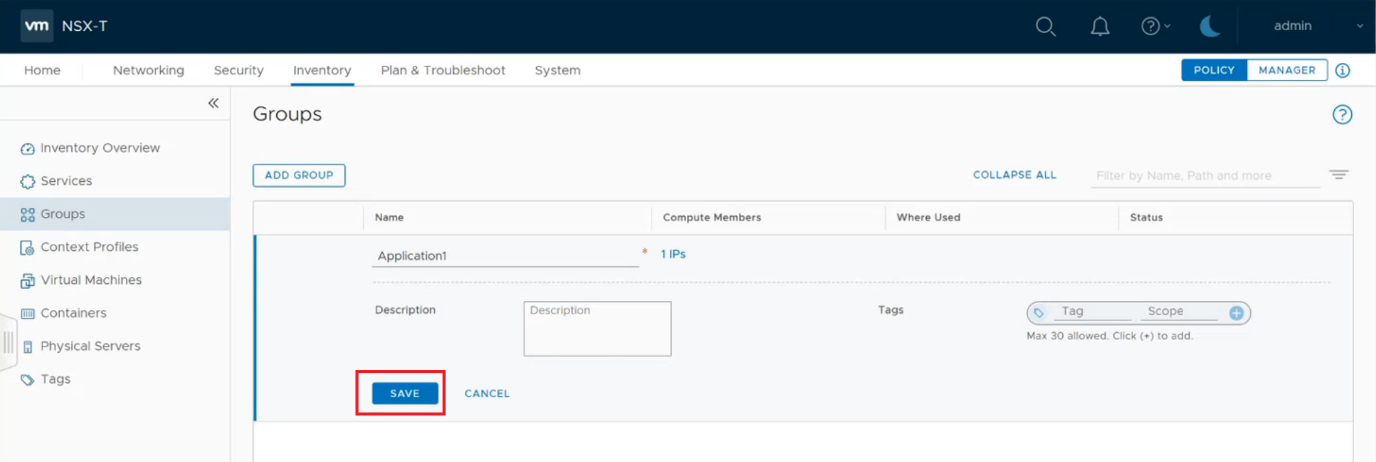 vm NSX-T admin
Home Networking Security Inventory Plan & Troubleshoot System POLICY MANAGER
Groups
Inventory Overview
Services
ADD GROUP COLLAPSE ALL Filter by Name, Path and more
Groups
Name Compute Members Where Used Status
Context Profiles
Application1 * 1 IPs
Virtual Machines
Containers
Description Description Tags Tag Scope
Max 30 allowed. Click (+) to add.
Physical Servers
Tags
SAVE CANCEL